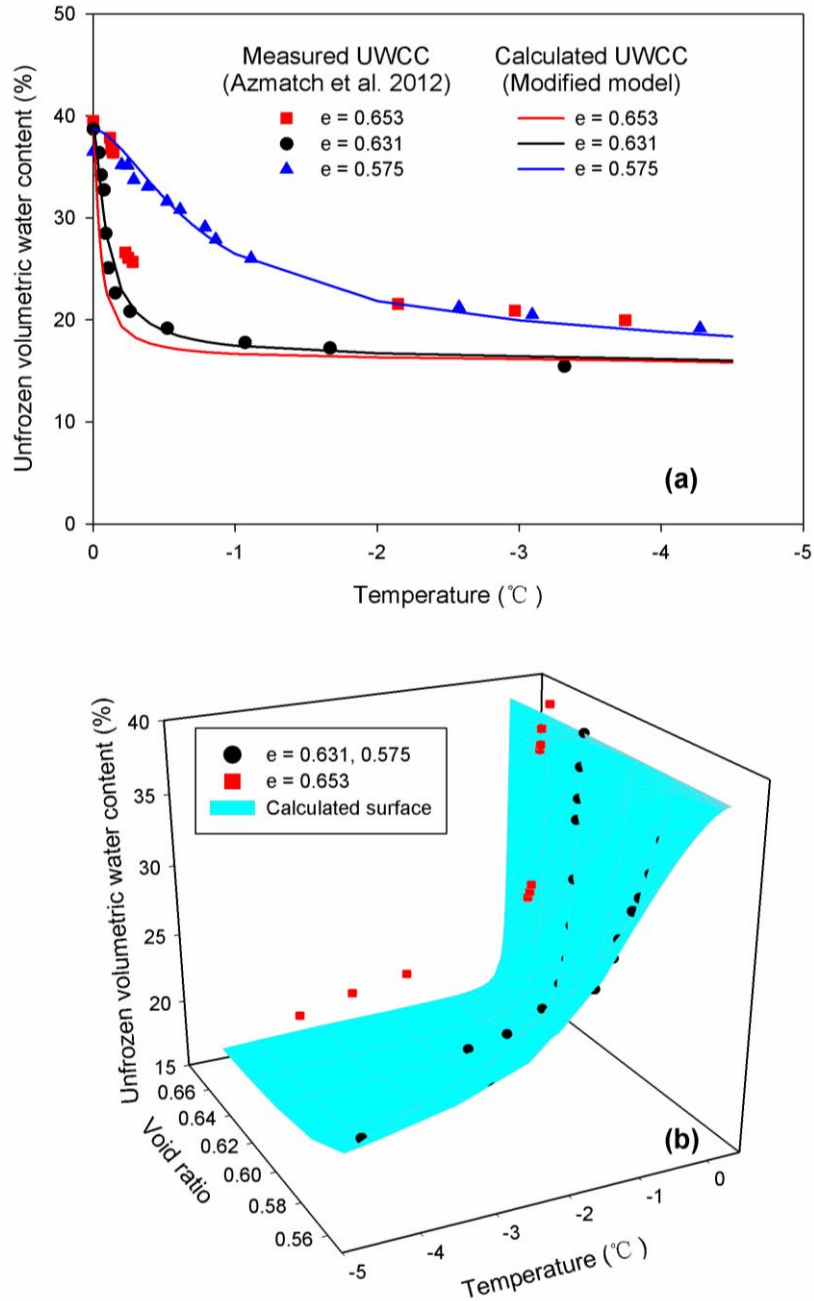 50
40
30
20
10
0
Unfrozen volumetric water content (%)
Measured UWCC
(Azmatch et al. 2012)
e = 0.653
e = 0.631
e = 0.575
Calculated UWCC
(Modified model)
e = 0.653
e = 0.631
e = 0.575
(a)
0 -1 -2 -3 -4 -5
Temperature (℃ )
40
35
30
25
20
15
Unfrozen volumetric water content (%)
e = 0.631, 0.575
e = 0.653
Calculated surface
0.66
0.64
0.62
0.60
0.58
0.56
Void ratio
(b)
-5 -4 -3 -2 -1 0
Temperature (℃ )